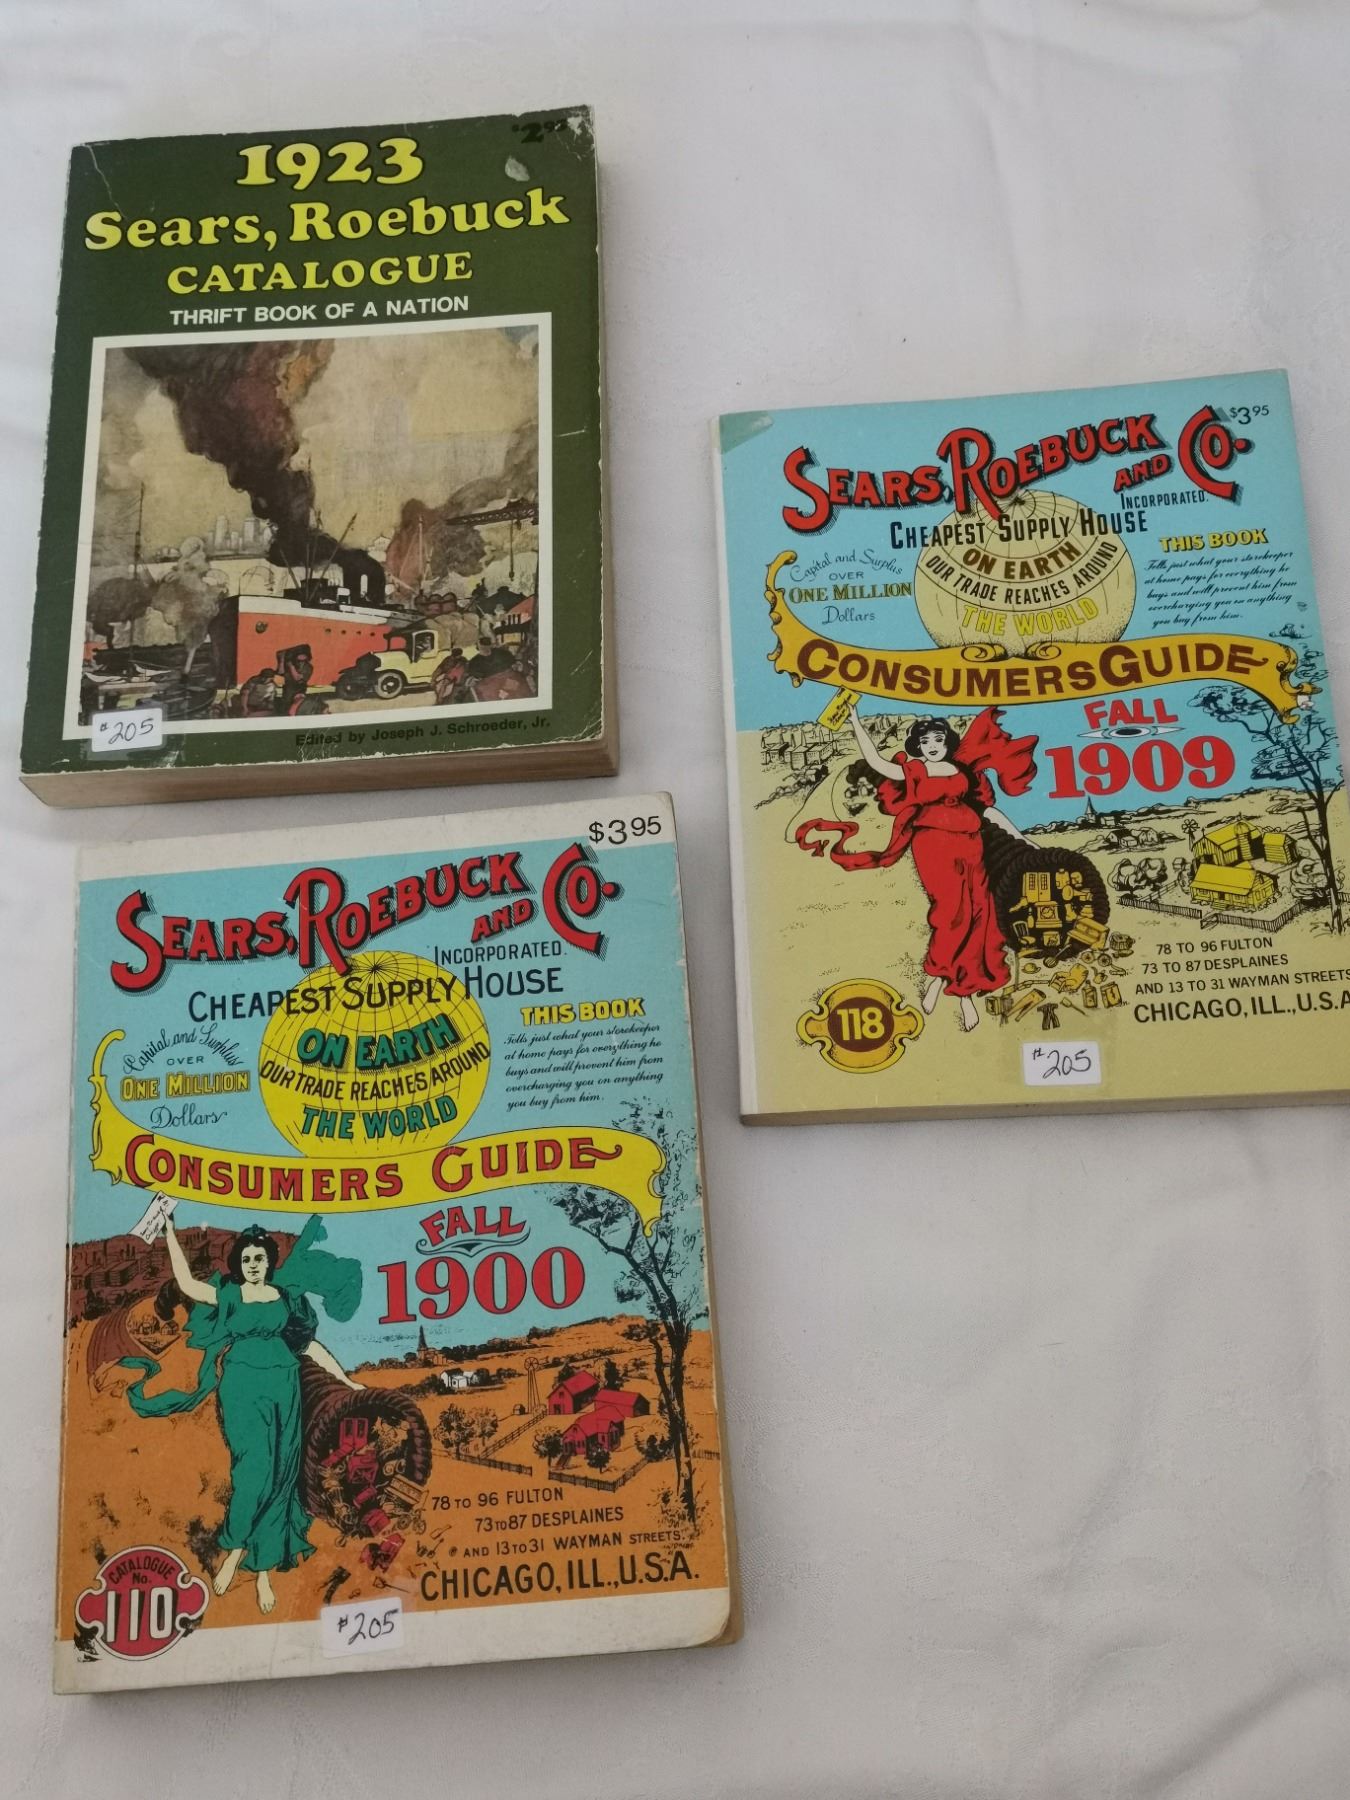 $2.95
1923
Sears, Roebuck
CATALOGUE
THRIFT BOOK OF A NATION
#205
Edited by Joseph J. Schroeder, Jr.
$3.95
SEARS, ROEBUCK AND CO.
INCORPORATED.
CHEAPEST SUPPLY HOUSE
ON EARTH
OUR TRADE REACHES AROUND
THE WORLD
Capital and Surplus
OVER
ONE MILLION
Dollars
THIS BOOK
Tells just what your storekeeper
at home pays for everything he
buys and will prevent him from
overcharging you on anything
you buy from him.
CONSUMERS GUIDE
FALL
1909
78 TO 96 FULTON
73 TO 87 DESPLAINES
AND 13 TO 31 WAYMAN STREETS
CHICAGO, ILL., U.S.A
118
#205
$3.95
SEARS, ROEBUCK AND CO.
INCORPORATED.
CHEAPEST SUPPLY HOUSE
ON EARTH
OUR TRADE REACHES AROUND
THE WORLD
Capital and Surplus
OVER
ONE MILLION
Dollars
THIS BOOK
Tells just what your storekeeper
at home pays for everything he
buys and will prevent him from
overcharging you on anything
you buy from him.
CONSUMERS GUIDE
FALL
1900
78 TO 96 FULTON
73 TO 87 DESPLAINES
AND 13 TO 31 WAYMAN STREETS.
CHICAGO, ILL., U.S.A.
CATALOGUE
No.
110
#205